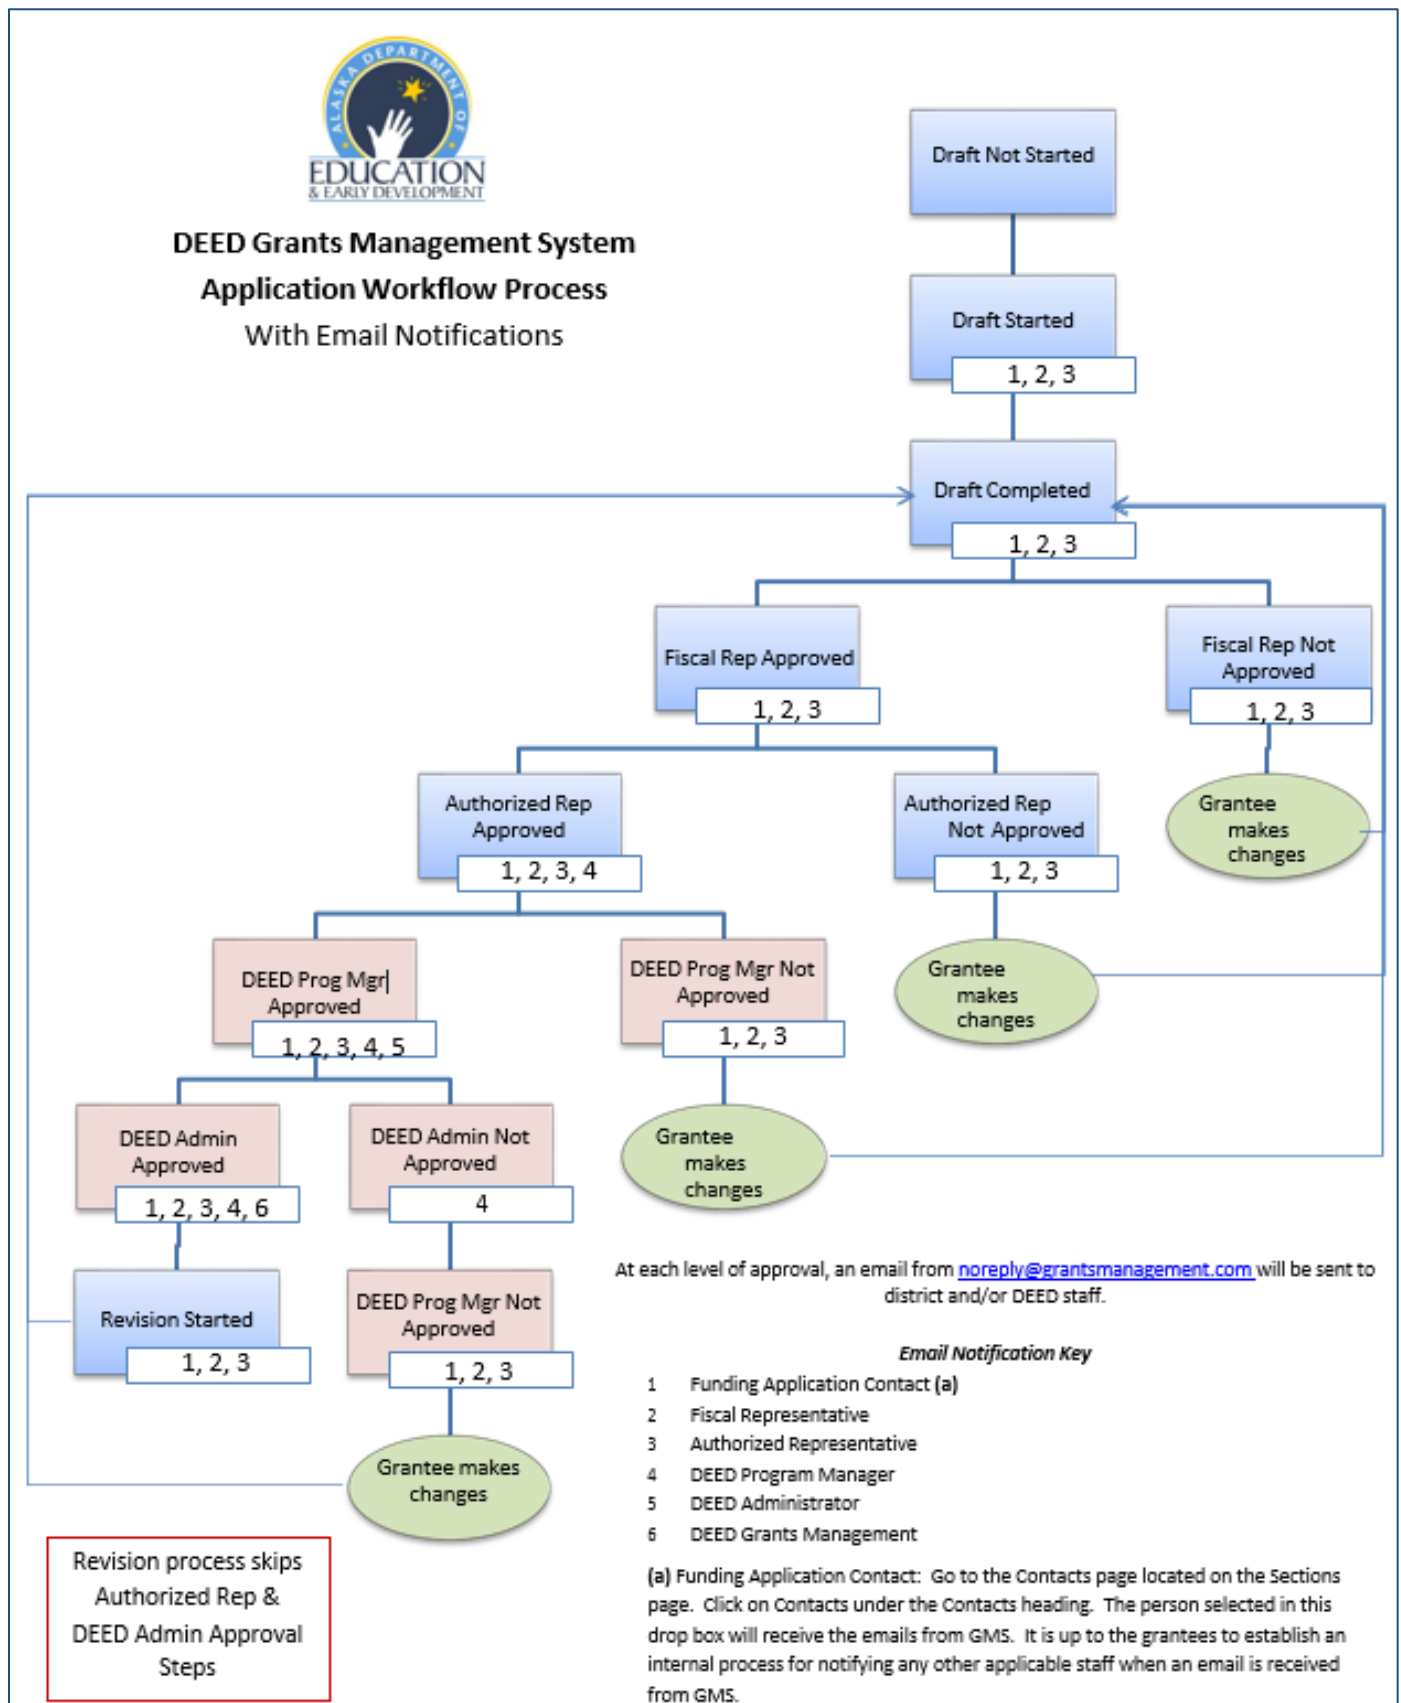 ALASKA DEPARTMENT OF
EDUCATION
& EARLY DEVELOPMENT
DEED Grants Management System
Application Workflow Process
With Email Notifications
Draft Not Started
Draft Started
1, 2, 3
Draft Completed
1, 2, 3
Fiscal Rep Approved
1, 2, 3
Fiscal Rep Not
Approved
1, 2, 3
Authorized Rep
Approved
1, 2, 3, 4
Authorized Rep
Not Approved
1, 2, 3
Grantee
makes
changes
DEED Prog Mgr
Approved
1, 2, 3, 4, 5
DEED Prog Mgr Not
Approved
1, 2, 3
Grantee
makes
changes
DEED Admin
Approved
1, 2, 3, 4, 6
DEED Admin Not
Approved
4
Grantee
makes
changes
Revision Started
1, 2, 3
DEED Prog Mgr Not
Approved
1, 2, 3
Grantee makes
changes
Revision process skips
Authorized Rep &
DEED Admin Approval
Steps
At each level of approval, an email from noreply@grantsmanagement.com will be sent to
district and/or DEED staff.
Email Notification Key
1 Funding Application Contact (a)
2 Fiscal Representative
3 Authorized Representative
4 DEED Program Manager
5 DEED Administrator
6 DEED Grants Management
(a) Funding Application Contact: Go to the Contacts page located on the Sections
page. Click on Contacts under the Contacts heading. The person selected in this
drop box will receive the emails from GMS. It is up to the grantees to establish an
internal process for notifying any other applicable staff when an email is received
from GMS.